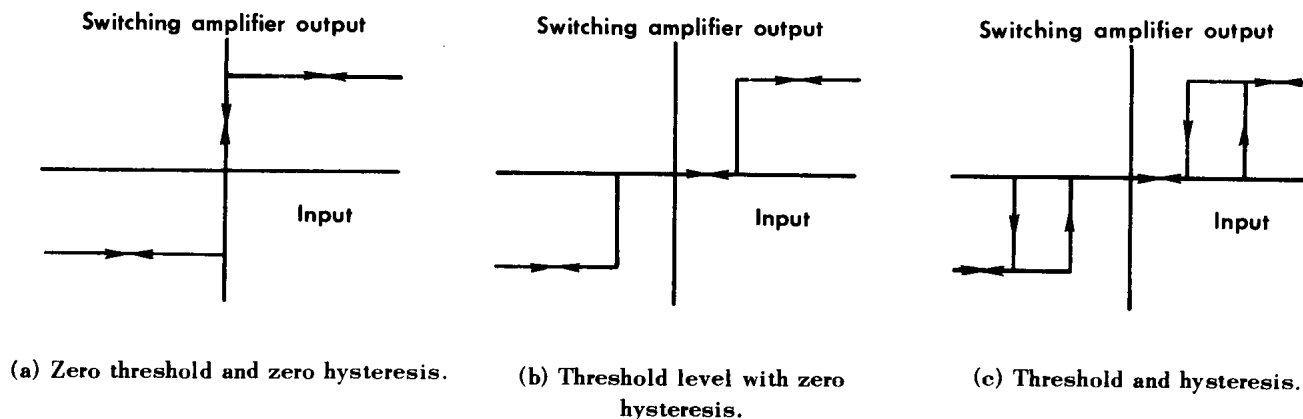 Switching amplifier output
Input
(a) Zero threshold and zero hysteresis.
Switching amplifier output
Input
(b) Threshold level with zero
hysteresis.
Switching amplifier output
Input
(c) Threshold and hysteresis.